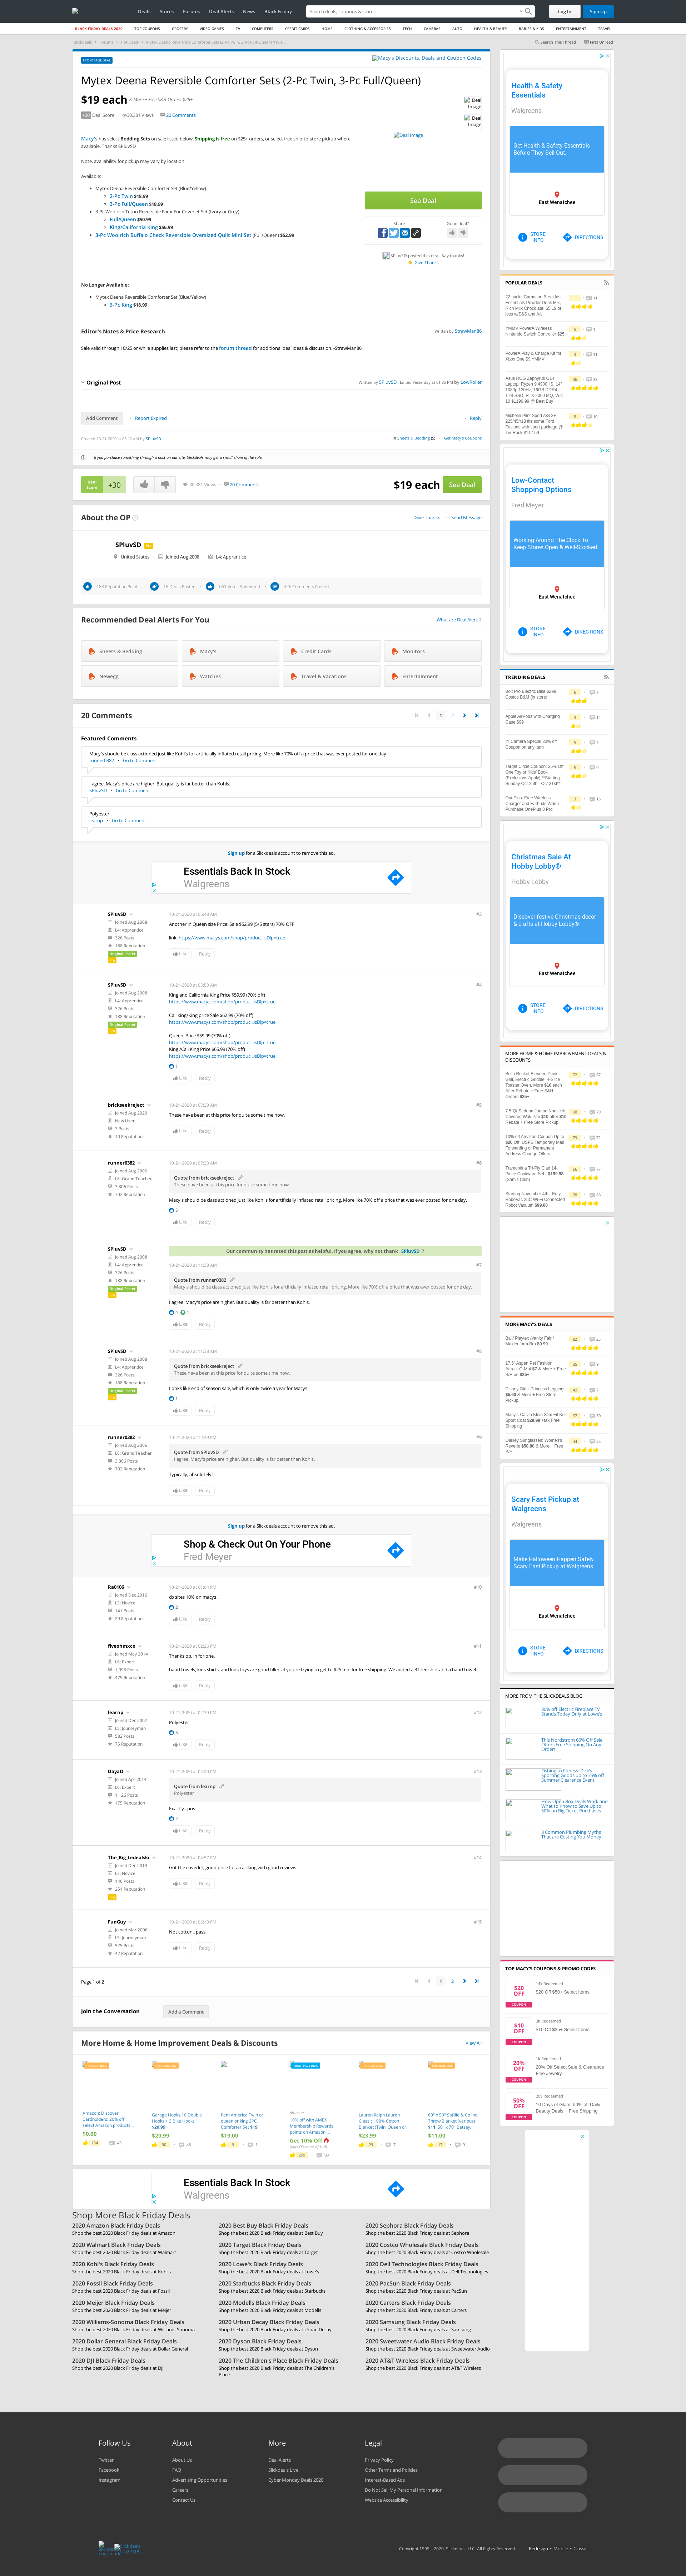 Deals Stores Forums Deal Alerts News Black Friday
Search deals, coupons & stores
Log In Sign Up
BLACK FRIDAY DEALS 2020 TOP COUPONS GROCERY VIDEO GAMES TV COMPUTERS CREDIT CARDS HOME CLOTHING & ACCESSORIES TECH CAMERAS AUTO HEALTH & BEAUTY BABIES & KIDS ENTERTAINMENT TRAVEL
Search This Thread First Unread
FRONTPAGE DEAL
Macy's Discounts, Deals and Coupon Codes
Mytex Deena Reversible Comforter Sets (2-Pc Twin, 3-Pc Full/Queen)
$19 each & More + Free S&H Orders $25+
+30 Deal Score 30,381 Views 20 Comments
Deal Image
Deal Image
Deal Image
Macy's has select Bedding Sets on sale listed below. Shipping is free on $25+ orders, or select free ship-to-store where available. Thanks SPluvSD
Note, availability for pickup may vary by location.
Available:
Mytex Deena Reversible Comforter Set (Blue/Yellow)
2-Pc Twin $18.99
3-Pc Full/Queen $18.99
3-Pc Woolrich Teton Reversible Faux-Fur Coverlet Set (Ivory or Grey)
Full/Queen $50.99
King/California King $56.99
3-Pc Woolrich Buffalo Check Reversible Oversized Quilt Mini Set (Full/Queen) $52.99
See Deal
Share Good deal?
SPluvSD posted this deal. Say thanks!
Give Thanks
No Longer Available:
Mytex Deena Reversible Comforter Set (Blue/Yellow)
3-Pc King $18.99
Editor's Notes & Price Research Written by StrawMan86
Sale valid through 10/25 or while supplies last; please refer to the forum thread for additional deal ideas & discussion. -StrawMan86
Original Post Written by SPluvSD Edited Yesterday at 01:35 PM by LowRoller
Add Comment Report Expired Reply
Created 10-21-2020 at 05:12 AM by SPluvSD
in Sheets & Bedding Get Macy's Coupons
If you purchase something through a post on our site, Slickdeals may get a small share of the sale.
Deal Score +30 30,381 Views 20 Comments $19 each See Deal
About the OP Give Thanks Send Message
SPluvSD Pro
United States Joined Aug 2008 L4: Apprentice
188 Reputation Points 18 Deals Posted 661 Votes Submitted 326 Comments Posted
Recommended Deal Alerts For You What are Deal Alerts?
Sheets & Bedding Macy's Credit Cards Monitors
Newegg Watches Travel & Vacations Entertainment
20 Comments 1 2
Featured Comments
Macy's should be class actioned just like Kohl's for artificially inflated retail pricing. More like 70% off a price that was never ever posted for one day.
runner0382 Go to Comment
I agree. Macy's price are higher. But quality is far better than Kohls.
SPluvSD Go to Comment
Polyester
learnp Go to Comment
Sign up for a Slickdeals account to remove this ad.
Essentials Back In Stock
Walgreens
SPluvSD
Joined Aug 2008
L4: Apprentice
326 Posts
188 Reputation
Original Poster
Pro
10-21-2020 at 05:48 AM #3
Another in Queen size Price: Sale $52.99 (5/5 stars) 70% OFF
link: https://www.macys.com/shop/produc...isDlp=true
Like Reply
SPluvSD
Joined Aug 2008
L4: Apprentice
326 Posts
188 Reputation
Original Poster
Pro
10-21-2020 at 05:53 AM #4
King and California King Price $59.99 (70% off)
https://www.macys.com/shop/produc...isDlp=true
Cali king/King price Sale $62.99 (70% off)
https://www.macys.com/shop/produc...isDlp=true
Queen: Price $59.99 (70% off)
https://www.macys.com/shop/produc...isDlp=true
King /Cali King Price $65.99 (70% off)
https://www.macys.com/shop/produc...isDlp=true
1
Like Reply
brickseekreject
Joined Aug 2020
New User
3 Posts
10 Reputation
10-21-2020 at 07:30 AM #5
These have been at this price for quite some time now.
Like Reply
runner0382
Joined Aug 2006
L8: Grand Teacher
3,306 Posts
702 Reputation
10-21-2020 at 07:33 AM #6
Quote from brickseekreject
These have been at this price for quite some time now.
Macy's should be class actioned just like Kohl's for artificially inflated retail pricing. More like 70% off a price that was never ever posted for one day.
5
Like Reply
SPluvSD
Joined Aug 2008
L4: Apprentice
326 Posts
188 Reputation
Original Poster
Pro
Our community has rated this post as helpful. If you agree, why not thank SPluvSD ?
10-21-2020 at 11:38 AM #7
Quote from runner0382
Macy's should be class actioned just like Kohl's for artificially inflated retail pricing. More like 70% off a price that was never ever posted for one day.
I agree. Macy's price are higher. But quality is far better than Kohls.
9 1
Like Reply
SPluvSD
Joined Aug 2008
L4: Apprentice
326 Posts
188 Reputation
Original Poster
Pro
10-21-2020 at 11:38 AM #8
Quote from brickseekreject
These have been at this price for quite some time now.
Looks like end of season sale, which is only twice a year for Macys.
1
Like Reply
runner0382
Joined Aug 2006
L8: Grand Teacher
3,306 Posts
702 Reputation
10-21-2020 at 12:49 PM #9
Quote from SPluvSD
I agree. Macy's price are higher. But quality is far better than Kohls.
Typically, absolutely!
Like Reply
Sign up for a Slickdeals account to remove this ad.
Shop & Check Out On Your Phone
Fred Meyer
Ra0106
Joined Dec 2016
L3: Novice
141 Posts
29 Reputation
10-21-2020 at 01:04 PM #10
cb sites 10% on macys .
2
Like Reply
fiveohmxco
Joined May 2014
L6: Expert
1,093 Posts
479 Reputation
10-21-2020 at 02:26 PM #11
Thanks op, in for one.
hand towels, kids shirts, and kids toys are good fillers if you're trying to get to $25 min for free shipping. We added a 3T tee shirt and a hand towel.
Like Reply
learnp
Joined Dec 2007
L5: Journeyman
582 Posts
75 Reputation
10-21-2020 at 02:39 PM #12
Polyester
5
Like Reply
DayaO
Joined Apr 2014
L6: Expert
1,126 Posts
175 Reputation
10-21-2020 at 04:20 PM #13
Quote from learnp
Polyester
Exactly...pos
2
Like Reply
The_Big_Ledealski
Joined Dec 2013
L3: Novice
146 Posts
251 Reputation
Pro
10-21-2020 at 04:57 PM #14
Got the coverlet, good price for a call-king with good reviews.
Like Reply
FunGuy
Joined Mar 2006
L5: Journeyman
525 Posts
42 Reputation
10-21-2020 at 06:10 PM #15
Not cotton.. pass
Like Reply
Page 1 of 2 1 2
Join the Conversation Add a Comment
More Home & Home Improvement Deals & Discounts View All
Amazon: Discover Cardholders: 20% off select Amazon products...
$0.00
Garage Hooks,10 Double Hooks + 2 Bike Hooks $20.99
$20.99
Pem America Twin or queen or king 2PC Comforter Set $19
$19.00
Amazon
10% off with AMEX Membership Rewards points on Amazon...
Get 10% Off
Lauren Ralph Lauren Classic 100% Cotton Blanket (Twin, Queen or...
$23.99
60" x 50" Saltlie & Co Inc Throw Blanket (various) $11, 50" x 70" Betsey...
$11.00
Essentials Back In Stock
Walgreens
Shop More Black Friday Deals
2020 Amazon Black Friday Deals
Shop the best 2020 Black Friday deals at Amazon
2020 Best Buy Black Friday Deals
Shop the best 2020 Black Friday deals at Best Buy
2020 Sephora Black Friday Deals
Shop the best 2020 Black Friday deals at Sephora
2020 Walmart Black Friday Deals
Shop the best 2020 Black Friday deals at Walmart
2020 Target Black Friday Deals
Shop the best 2020 Black Friday deals at Target
2020 Costco Wholesale Black Friday Deals
Shop the best 2020 Black Friday deals at Costco Wholesale
2020 Kohl's Black Friday Deals
Shop the best 2020 Black Friday deals at Kohl's
2020 Lowe's Black Friday Deals
Shop the best 2020 Black Friday deals at Lowe's
2020 Dell Technologies Black Friday Deals
Shop the best 2020 Black Friday deals at Dell Technologies
2020 Fossil Black Friday Deals
Shop the best 2020 Black Friday deals at Fossil
2020 Starbucks Black Friday Deals
Shop the best 2020 Black Friday deals at Starbucks
2020 PacSun Black Friday Deals
Shop the best 2020 Black Friday deals at PacSun
2020 Meijer Black Friday Deals
Shop the best 2020 Black Friday deals at Meijer
2020 Modells Black Friday Deals
Shop the best 2020 Black Friday deals at Modells
2020 Carters Black Friday Deals
Shop the best 2020 Black Friday deals at Carters
2020 Williams-Sonoma Black Friday Deals
Shop the best 2020 Black Friday deals at Williams-Sonoma
2020 Urban Decay Black Friday Deals
Shop the best 2020 Black Friday deals at Urban Decay
2020 Samsung Black Friday Deals
Shop the best 2020 Black Friday deals at Samsung
2020 Dollar General Black Friday Deals
Shop the best 2020 Black Friday deals at Dollar General
2020 Dyson Black Friday Deals
Shop the best 2020 Black Friday deals at Dyson
2020 Sweetwater Audio Black Friday Deals
Shop the best 2020 Black Friday deals at Sweetwater Audio
2020 DJI Black Friday Deals
Shop the best 2020 Black Friday deals at DJI
2020 The Children's Place Black Friday Deals
Shop the best 2020 Black Friday deals at The Children's Place
2020 AT&T Wireless Black Friday Deals
Shop the best 2020 Black Friday deals at AT&T Wireless
Health & Safety Essentials
Walgreens
Get Health & Safety Essentials Before They Sell Out.
East Wenatchee
STORE INFO DIRECTIONS
POPULAR DEALS
22 packs Carnation Breakfast Essentials Powder Drink Mix, Rich Milk Chocolate: $5.19 or less w/S&S and AC
YMMV PowerA Wireless Nintendo Switch Controller $25
PowerA Play & Charge Kit for Xbox One $9 YMMV
Asus ROG Zephyrus G14 Laptop: Ryzen 9 4900HS, 14" 1080p 120Hz, 16GB DDR4, 1TB SSD, RTX 2060 MQ, Win 10 $1199.99 @ Best Buy
Michelin Pilot Sport A/S 3+ 235/45X18 fits some Ford Fusions with sport package @ TireRack $117.59
Low-Contact Shopping Options
Fred Meyer
Working Around The Clock To Keep Stores Open & Well-Stocked.
East Wenatchee
STORE INFO DIRECTIONS
TRENDING DEALS
Bolt Pro Electric Bike $299 Costco B&M (in store)
Apple AirPods with Charging Case $99
Y! Camera Special 30% off Coupon on any item
Target Circle Coupon: 25% Off One Toy or Kids' Book (Exclusions Apply) **Starting Sunday Oct 25th - Oct 31st**
OnePlus: Free Wireless Charger and Earbuds When Purchase OnePlus 8 Pro
Christmas Sale At Hobby Lobby®
Hobby Lobby
Discover festive Christmas decor & crafts at Hobby Lobby®.
East Wenatchee
STORE INFO DIRECTIONS
MORE HOME & HOME IMPROVEMENT DEALS & DISCOUNTS
Bella Rocket Blender, Panini Grill, Electric Griddle, 4-Slice Toaster Oven, More $10 each After Rebate + Free S&H Orders $25+
7.5-Qt Sedona Jumbo Nonstick Covered Wok Pan $10 after $10 Rebate + Free Store Pickup
10% off Amazon Coupon Up to $20 Off: USPS Temporary Mail Forwarding or Permanent Address Change Offers
Tramontina Tri-Ply Clad 14-Piece Cookware Set - $199.98 (Sam's Club)
Starting November 4th - Eufy RoboVac 25C Wi-Fi Connected Robot Vacuum $99.00
MORE MACY'S DEALS
Bali/ Playtex /Vanity Fair / Maidenform Bra $6.99
17.5" Aspen Pet Fashion Attract-O-Mat $7 & More + Free S/H on $25+
Disney Girls' Princess Leggings $5.60 & More + Free Store Pickup
Macy's-Calvin Klein Slim Fit Knit Sport Coat $29.99 +tax Free Shipping
Oakley Sunglasses: Women's Reverie $58.80 & More + Free S/H
Scary Fast Pickup at Walgreens
Walgreens
Make Halloween Happen Safely. Scary Fast Pickup at Walgreens
East Wenatchee
STORE INFO DIRECTIONS
MORE FROM THE SLICKDEALS BLOG
30% off Electric Fireplace TV Stands Today Only at Lowe's
This Nordstrom 60% Off Sale Offers Free Shipping On Any Order!
Fishing to Fitness: Dick's Sporting Goods up to 75% off Summer Clearance Event
How Open Box Deals Work and What to Know to Save Up to 50% on Big Ticket Purchases
8 Common Plumbing Myths That are Costing You Money
TOP MACY'S COUPONS & PROMO CODES
$20 OFF COUPON
14k Redeemed
$20 Off $50+ Select Items
$10 OFF COUPON
3k Redeemed
$10 Off $25+ Select Items
20% OFF COUPON
1k Redeemed
20% Off Select Sale & Clearance Fine Jewelry
50% OFF COUPON
209 Redeemed
10 Days of Glam! 50% off Daily Beauty Deals + Free Shipping
Follow Us
Twitter
Facebook
Instagram
About
About Us
FAQ
Advertising Opportunities
Careers
Contact Us
More
Deal Alerts
Slickdeals Live
Cyber Monday Deals 2020
Legal
Privacy Policy
Other Terms and Policies
Interest-Based Ads
Do Not Sell My Personal Information
Website Accessibility
Copyright 1999 - 2020. Slickdeals, LLC. All Rights Reserved. Redesign • Mobile • Classic